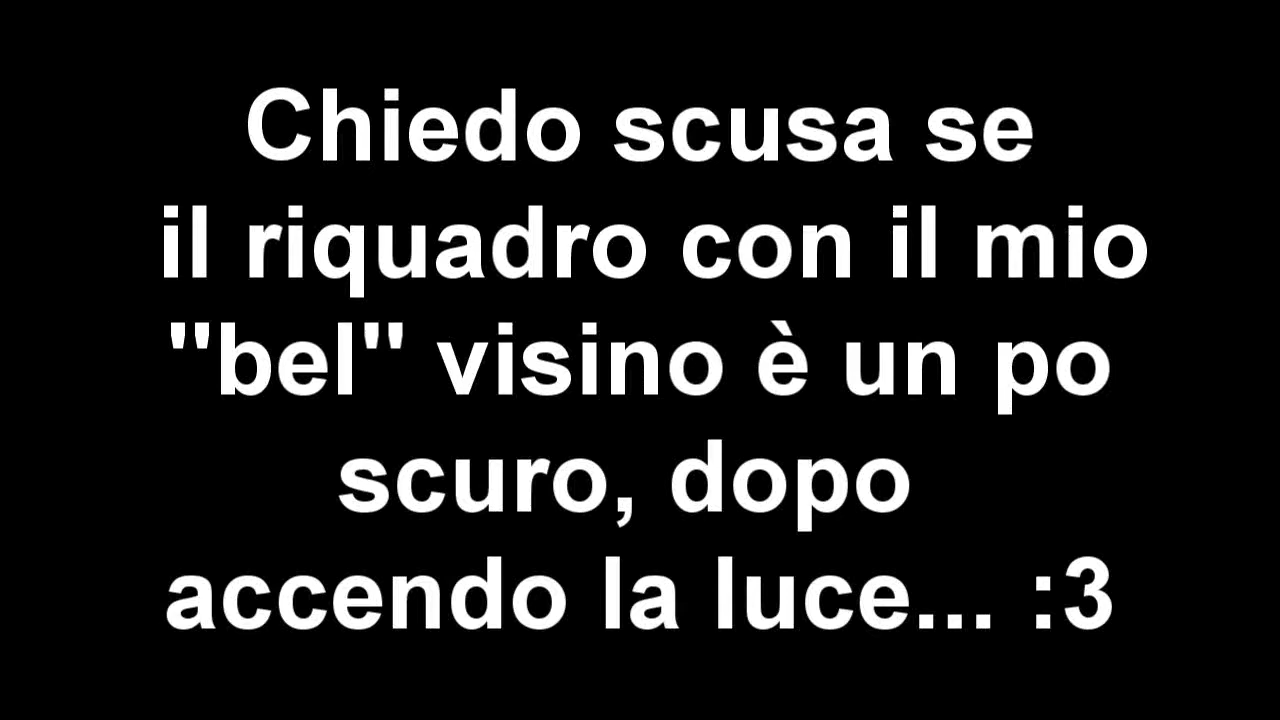 Chiedo scusa se
il riquadro con il mio
"bel" visino è un po
scuro, dopo
accendo la luce... :3